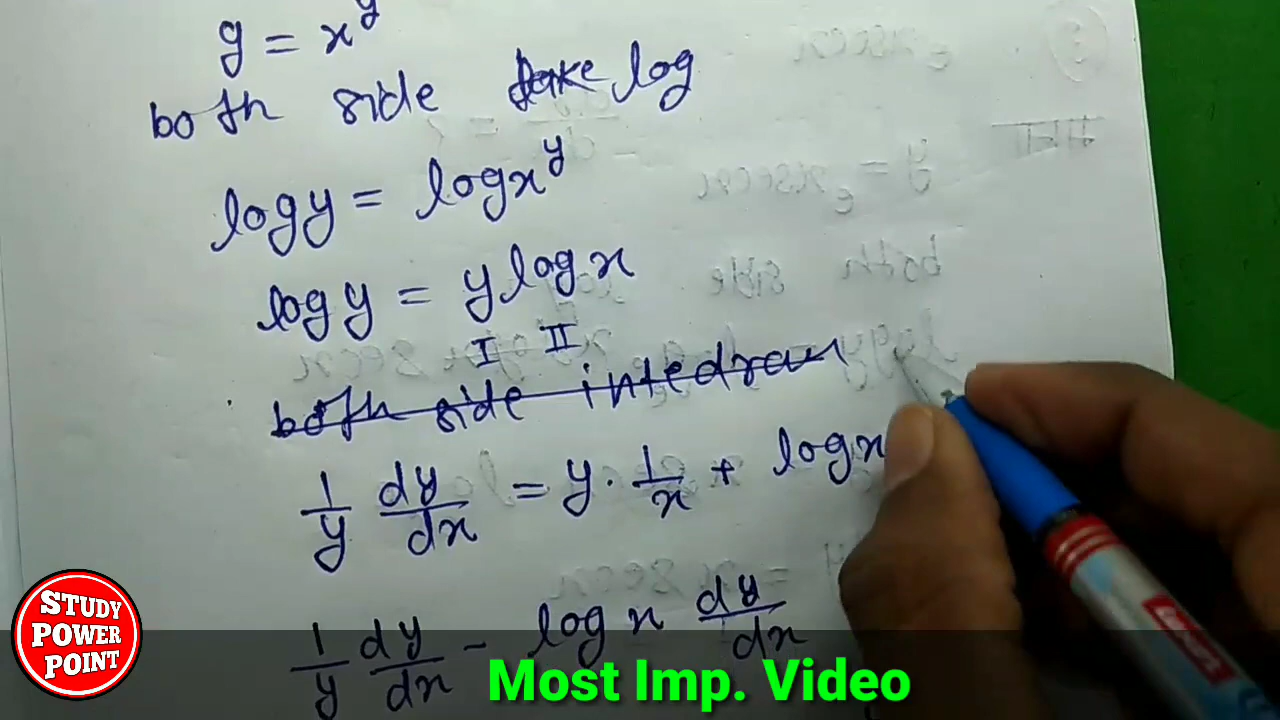 y = x^y
both side take log
log y = log x^y
log y = y log x
I II
both side intedran
1/y dy/dx = y · 1/x + log x
1/y dy/dx - log x dy/dx
STUDY
POWER
POINT
Most Imp. Video